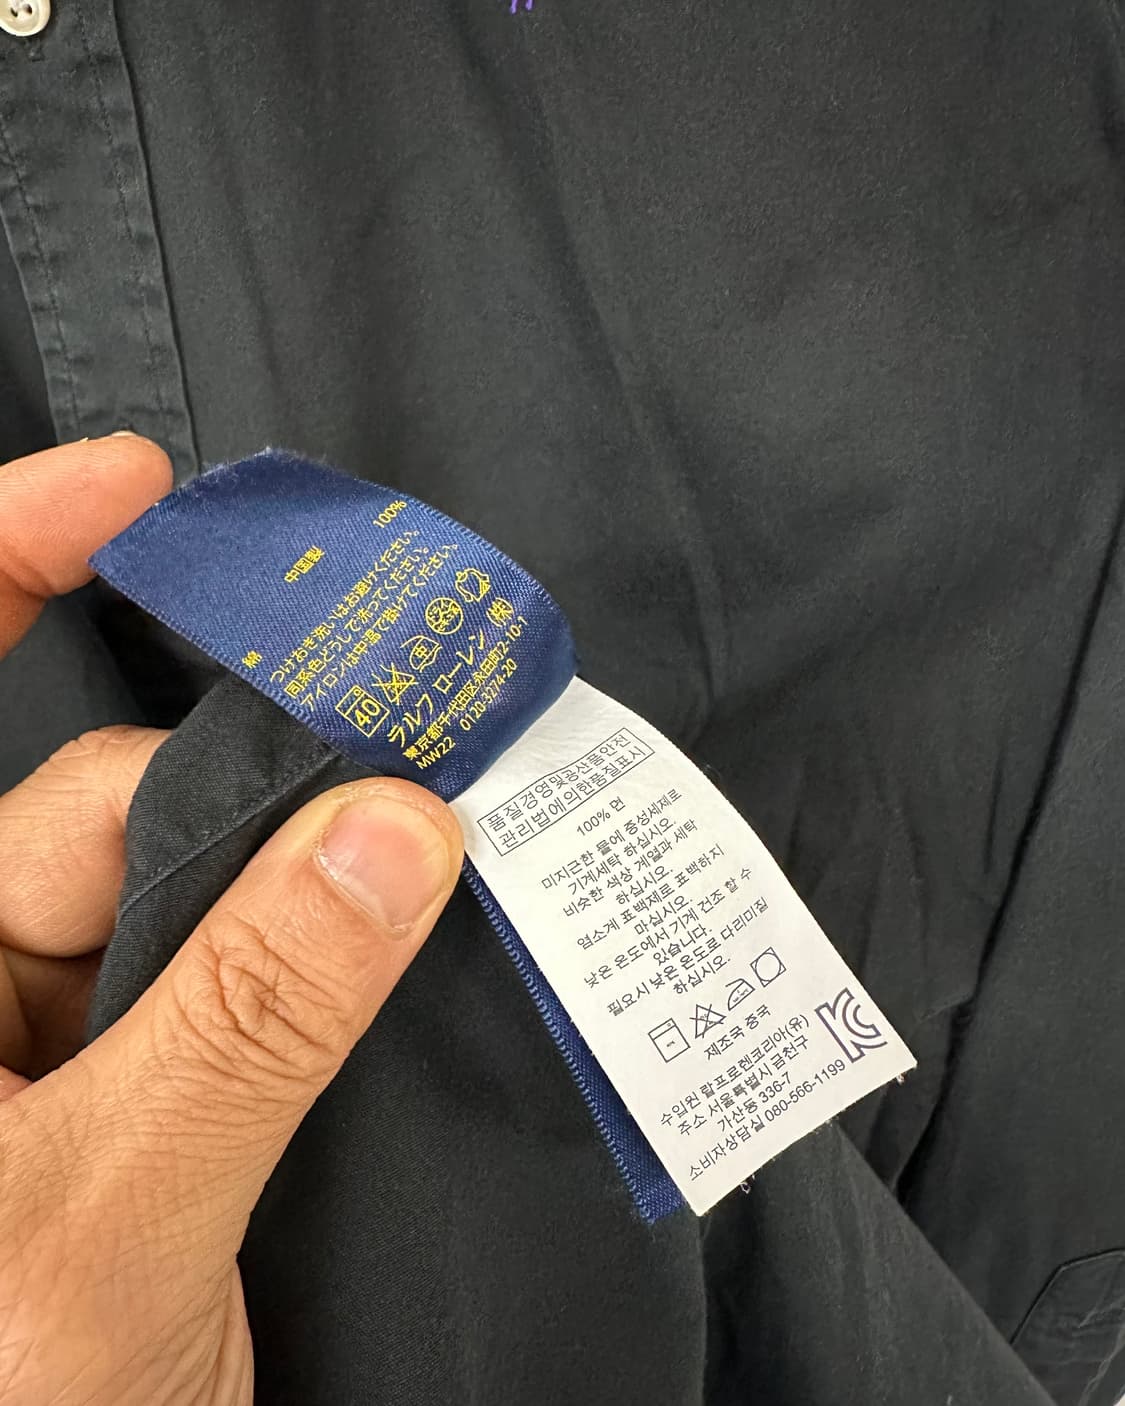 綿 100%
中国製
つけおき洗いはお避けください。
同系色どうしで洗ってください。
アイロンは中温で掛けてください。
40 中 ドライ
ラルフ ローレン (株)
東京都千代田区永田町2-10-1
MW22 0120-3274-20
품질경영및공산품안전
관리법에의한품질표시
100% 면
미지근한 물에 중성세제로
기계세탁 하십시오.
비슷한 색상 계열과 세탁
하십시오.
염소계 표백제로 표백하지
마십시오.
낮은 온도에서 기계 건조 할 수
있습니다.
필요시 낮은 온도로 다리미질
하십시오.
제조국 중국
수입원 랄프로렌코리아(유)
주소 서울특별시 금천구
가산동 336-7
소비자상담실 080-566-1199